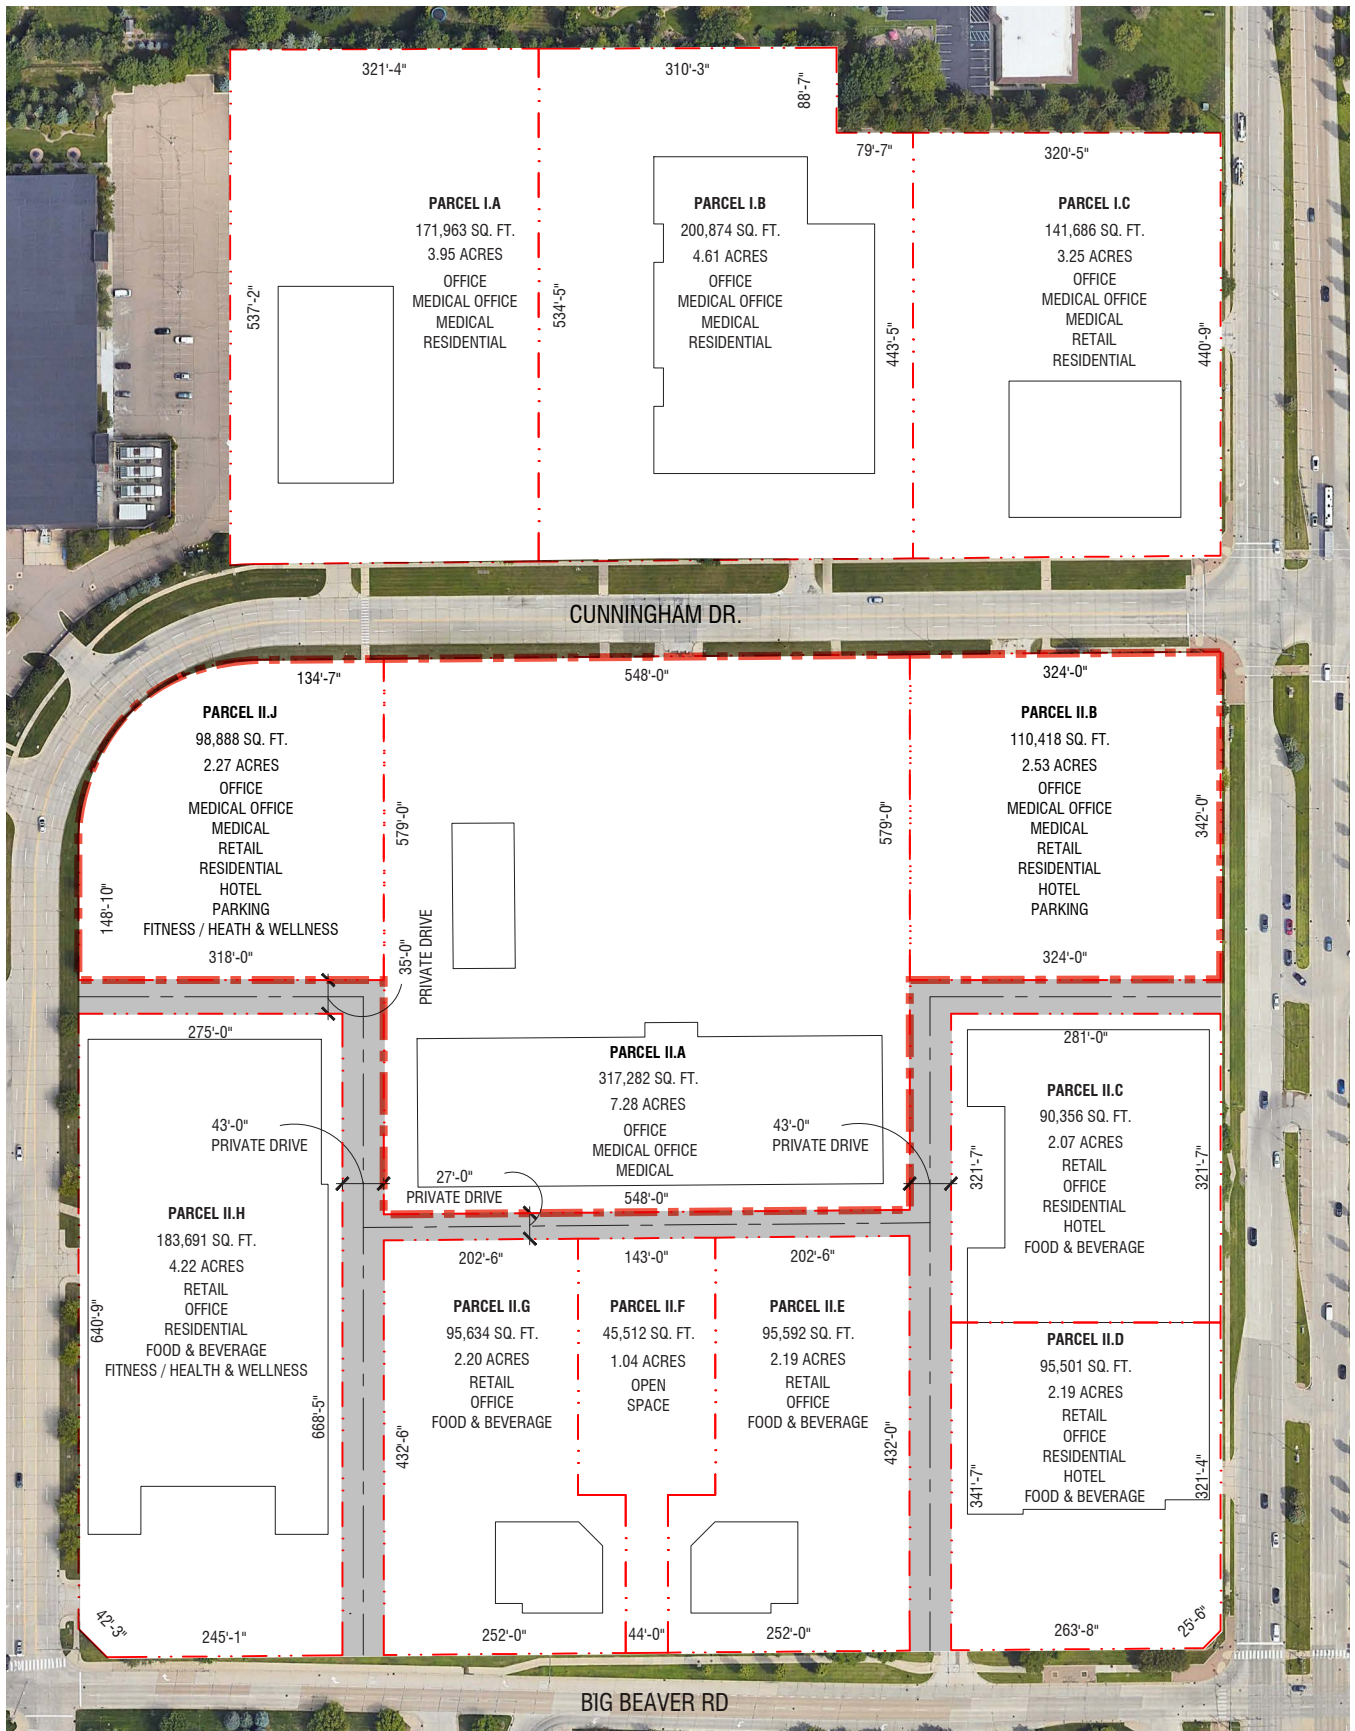 321'-4"
310'-3"
88'-7"
79'-7"
320'-5"
PARCEL I.A
171,963 SQ. FT.
3.95 ACRES
OFFICE
MEDICAL OFFICE
MEDICAL
RESIDENTIAL
537'-2"
534'-5"
PARCEL I.B
200,874 SQ. FT.
4.61 ACRES
OFFICE
MEDICAL OFFICE
MEDICAL
RESIDENTIAL
443'-5"
PARCEL I.C
141,686 SQ. FT.
3.25 ACRES
OFFICE
MEDICAL OFFICE
MEDICAL
RETAIL
RESIDENTIAL
440'-9"
CUNNINGHAM DR.
134'-7"
548'-0"
324'-0"
PARCEL II.J
98,888 SQ. FT.
2.27 ACRES
OFFICE
MEDICAL OFFICE
MEDICAL
RETAIL
RESIDENTIAL
HOTEL
PARKING
FITNESS / HEATH & WELLNESS
148'-10"
318'-0"
579'-0"
579'-0"
35'-0"
PRIVATE DRIVE
PARCEL II.B
110,418 SQ. FT.
2.53 ACRES
OFFICE
MEDICAL OFFICE
MEDICAL
RETAIL
RESIDENTIAL
HOTEL
PARKING
342'-0"
324'-0"
275'-0"
281'-0"
PARCEL II.A
317,282 SQ. FT.
7.28 ACRES
OFFICE
MEDICAL OFFICE
MEDICAL
43'-0"
PRIVATE DRIVE
43'-0"
PRIVATE DRIVE
27'-0"
PRIVATE DRIVE
548'-0"
PARCEL II.C
90,356 SQ. FT.
2.07 ACRES
RETAIL
OFFICE
RESIDENTIAL
HOTEL
FOOD & BEVERAGE
321'-7"
321'-7"
PARCEL II.H
183,691 SQ. FT.
4.22 ACRES
RETAIL
OFFICE
RESIDENTIAL
FOOD & BEVERAGE
FITNESS / HEALTH & WELLNESS
640'-9"
668'-5"
202'-6"
143'-0"
202'-6"
PARCEL II.G
95,634 SQ. FT.
2.20 ACRES
RETAIL
OFFICE
FOOD & BEVERAGE
432'-6"
PARCEL II.F
45,512 SQ. FT.
1.04 ACRES
OPEN
SPACE
PARCEL II.E
95,592 SQ. FT.
2.19 ACRES
RETAIL
OFFICE
FOOD & BEVERAGE
432'-0"
PARCEL II.D
95,501 SQ. FT.
2.19 ACRES
RETAIL
OFFICE
RESIDENTIAL
HOTEL
FOOD & BEVERAGE
341'-7"
321'-4"
42'-3"
245'-1"
252'-0"
44'-0"
252'-0"
263'-8"
25'-6"
BIG BEAVER RD